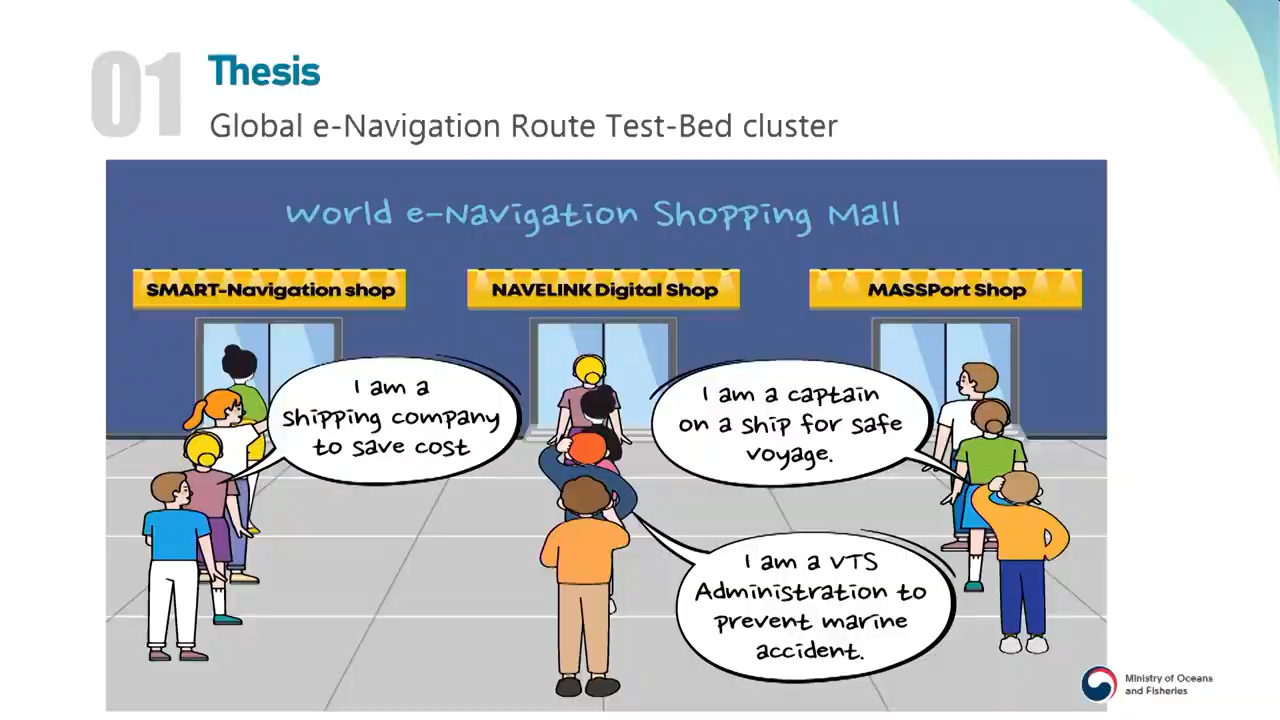 01
Thesis
Global e-Navigation Route Test-Bed cluster
World e-Navigation Shopping Mall
SMART-Navigation shop
NAVELINK Digital Shop
MASSPort Shop
I am a
shipping company
to save cost
I am a captain
on a ship for safe
voyage.
I am a VTS
Administration to
prevent marine
accident.
Ministry of Oceans
and Fisheries